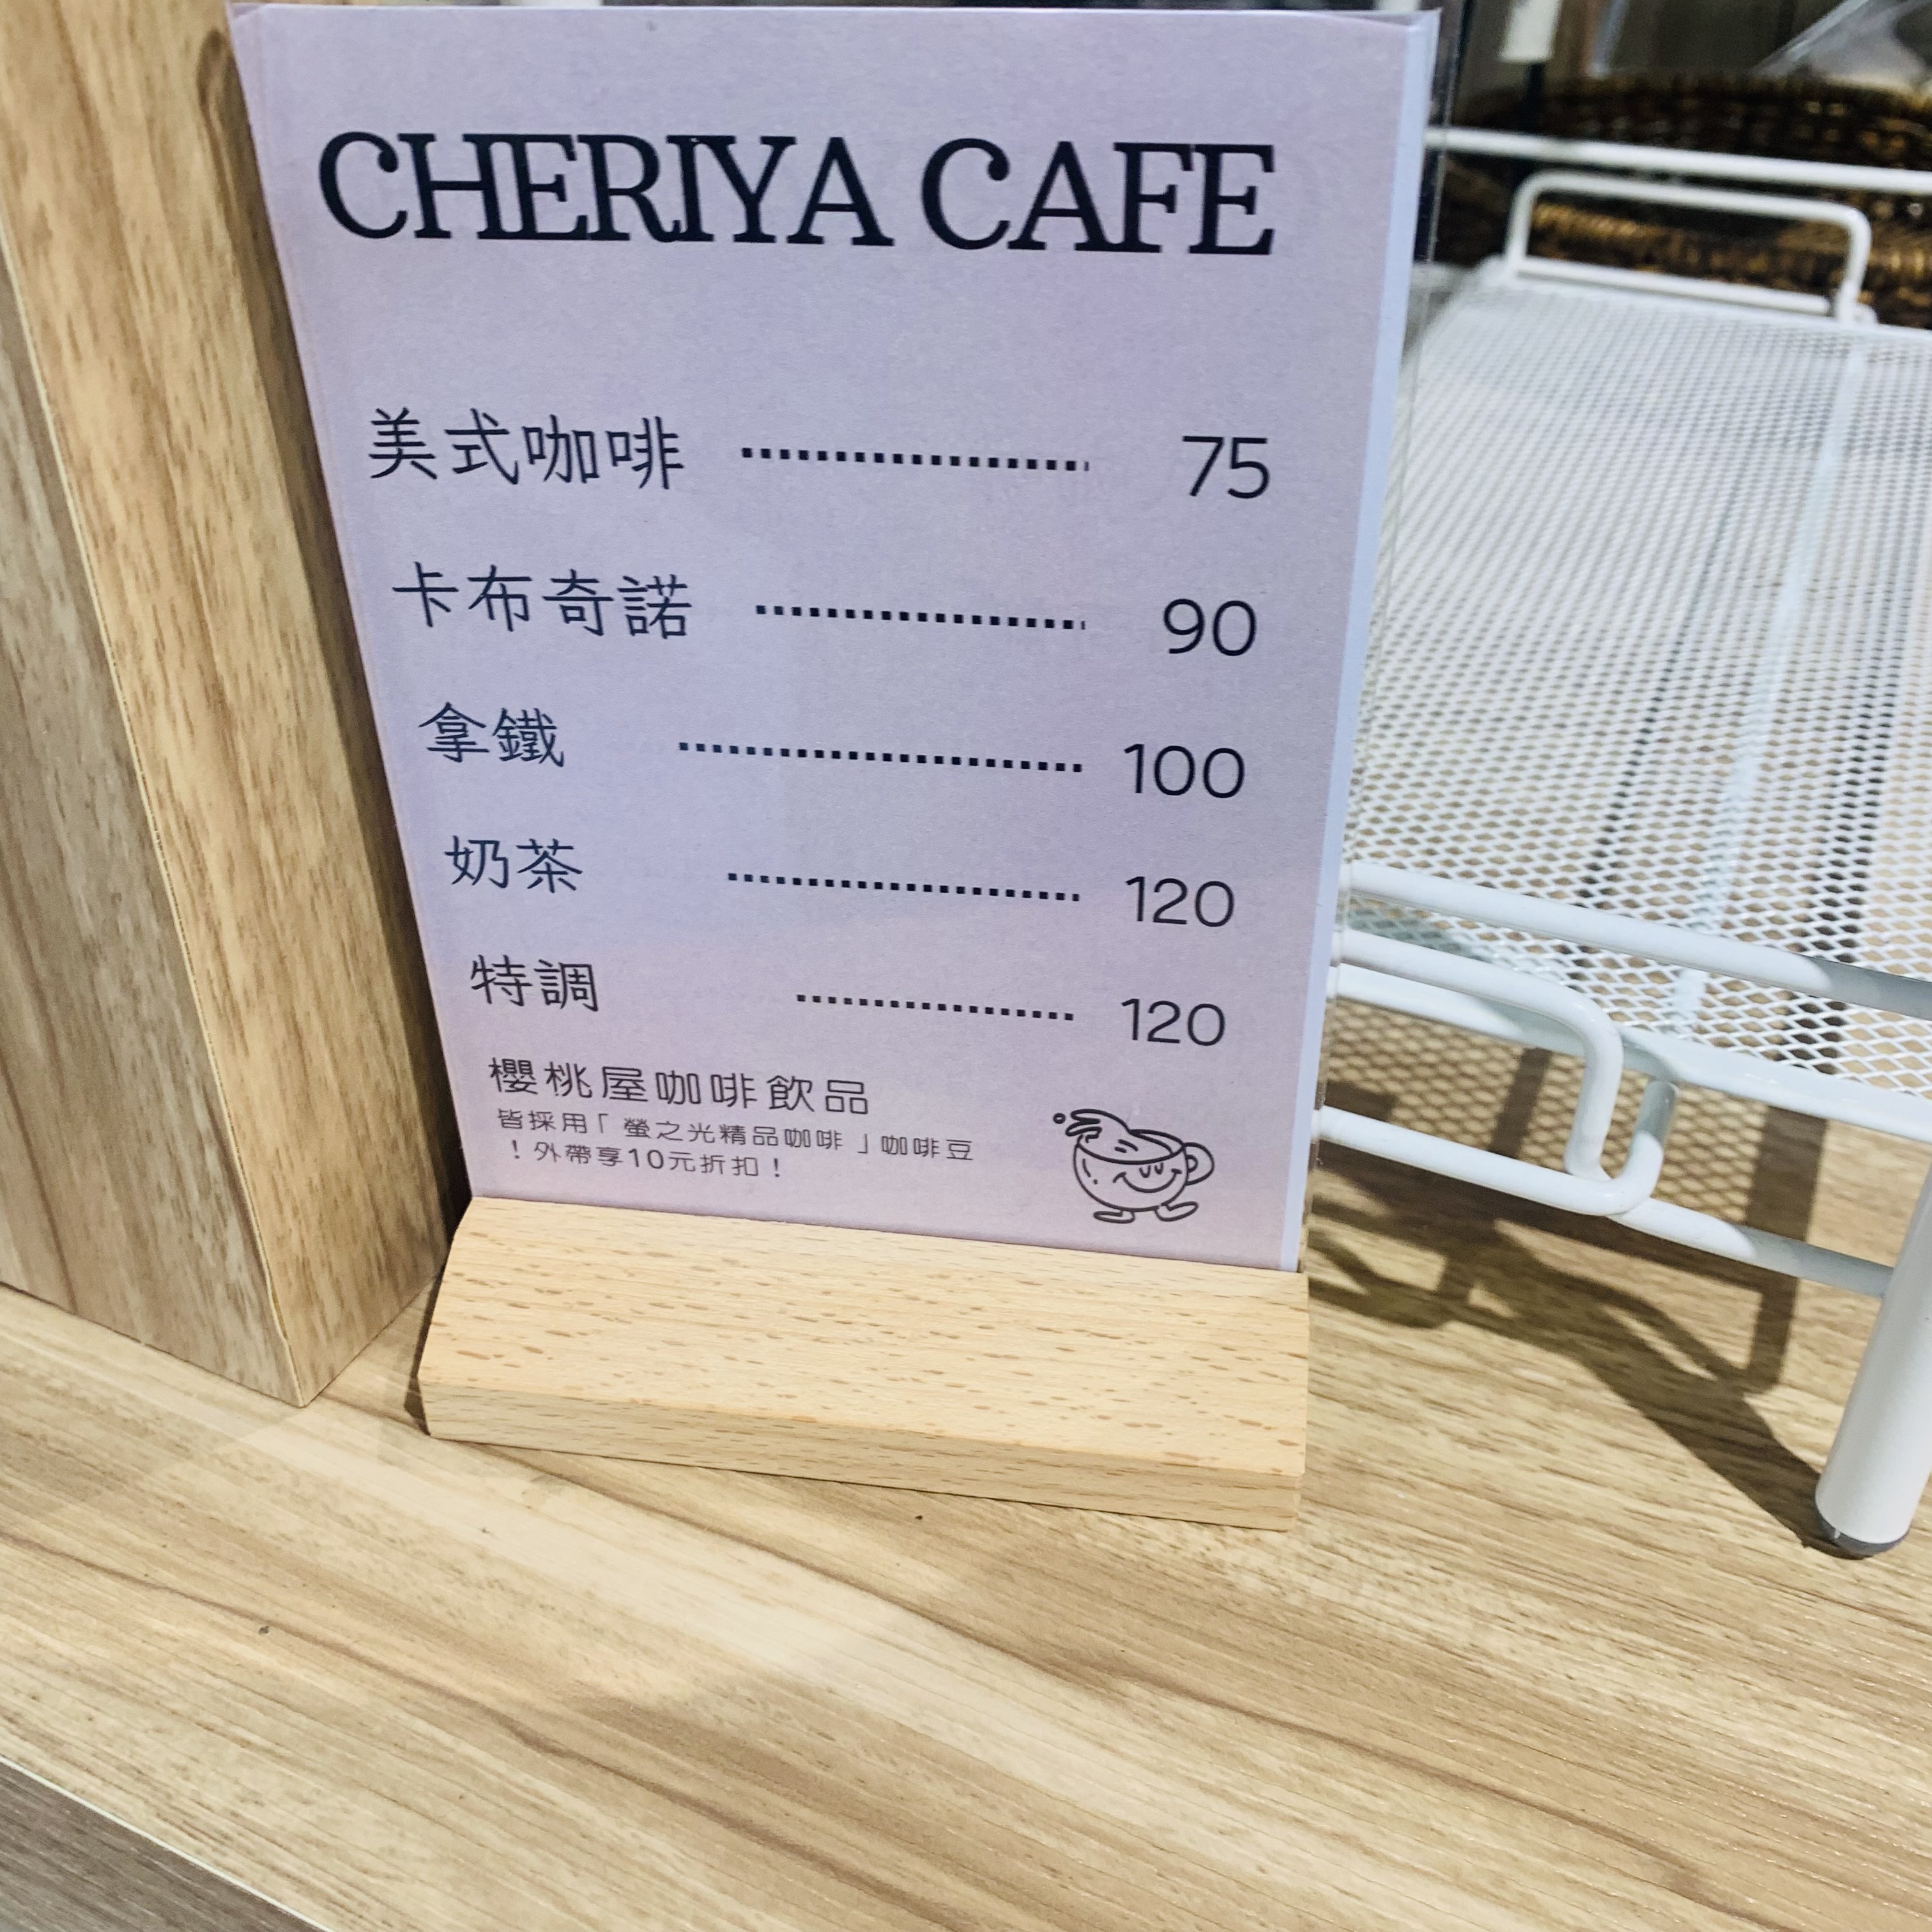 CHERIYA CAFE
美式咖啡 75
卡布奇諾 90
拿鐵 100
奶茶 120
特調 120
櫻桃屋咖啡飲品
皆採用「螢之光精品咖啡」咖啡豆
！外帶享10元折扣！